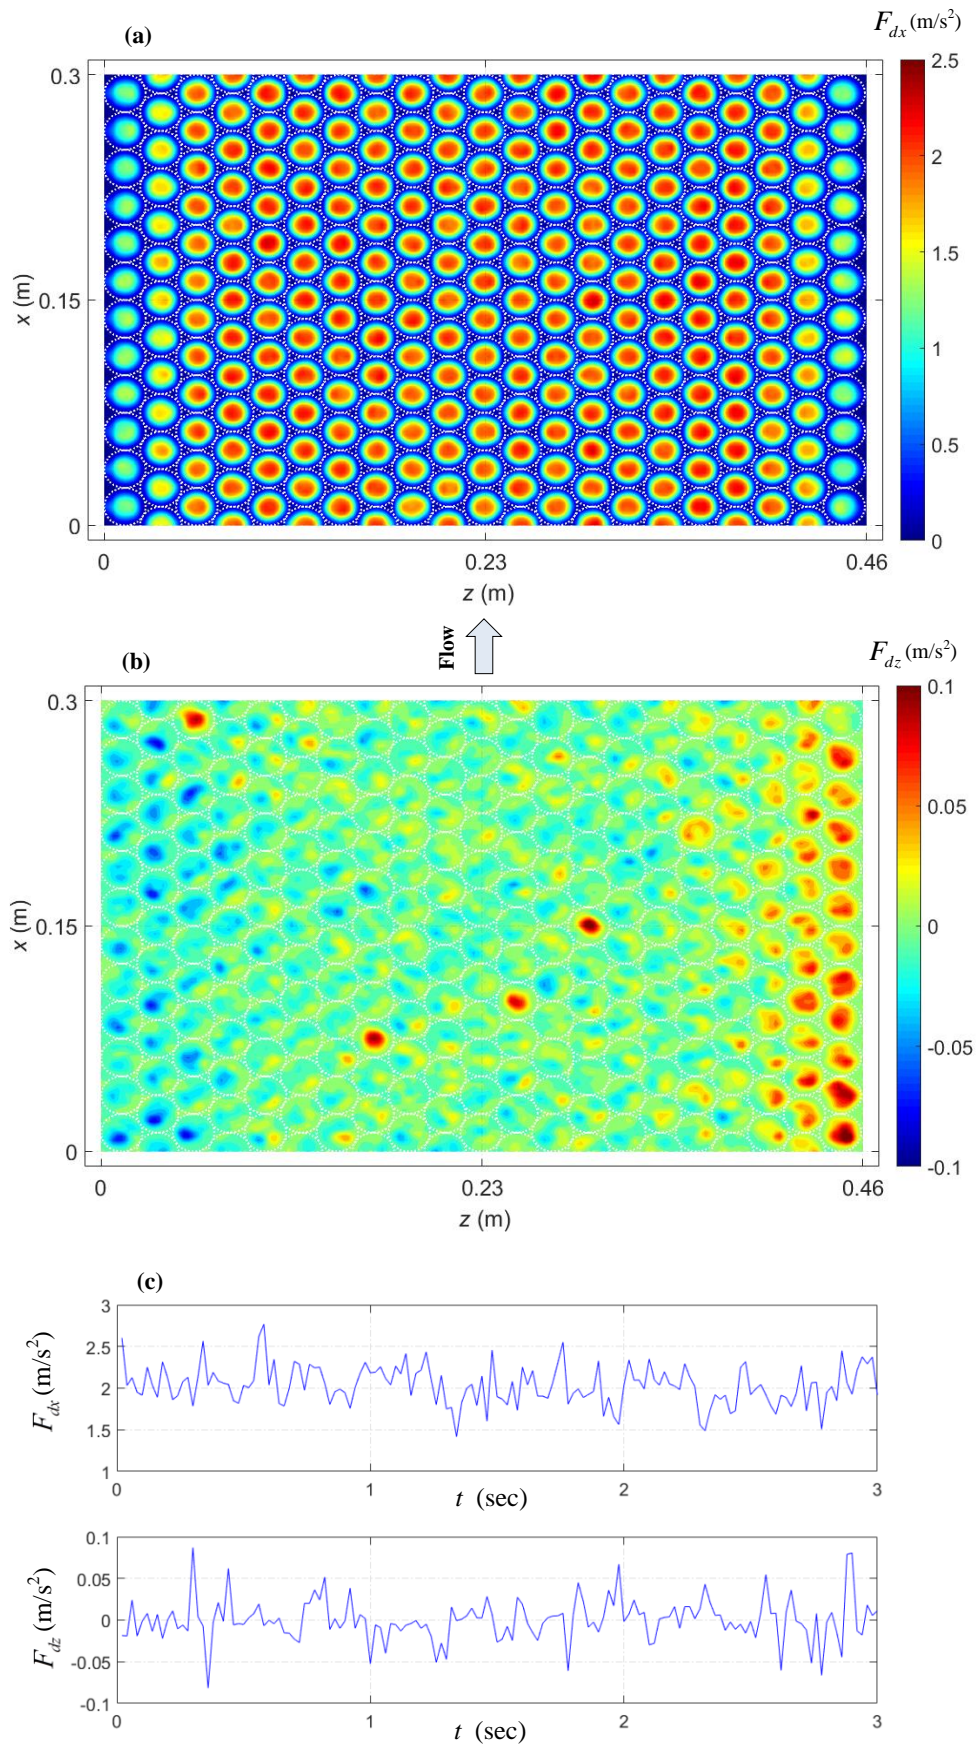 (a)
F_dx (m/s²)
0.3
0.15
0
x (m)
0
0.23
0.46
z (m)
2.5
2
1.5
1
0.5
0
Flow
(b)
F_dz (m/s²)
0.3
0.15
0
x (m)
0
0.23
0.46
z (m)
0.1
0.05
0
-0.05
-0.1
(c)
F_dx (m/s²)
3
2.5
2
1.5
1
0
1
2
3
t (sec)
F_dz (m/s²)
0.1
0.05
0
-0.05
-0.1
0
1
2
3
t (sec)